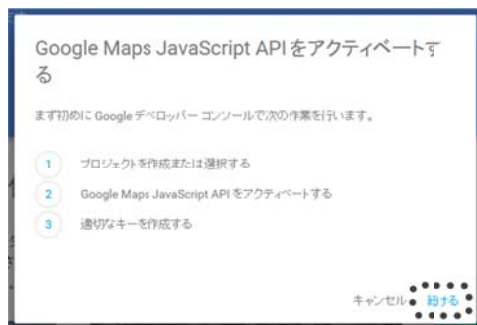 Google Maps JavaScript API をアクティベートす
る
まず初めに Google デベロッパー コンソールで次の作業を行います。
1 プロジェクトを作成または選択する
2 Google Maps JavaScript API をアクティベートする
3 適切なキーを作成する
キャンセル 続ける